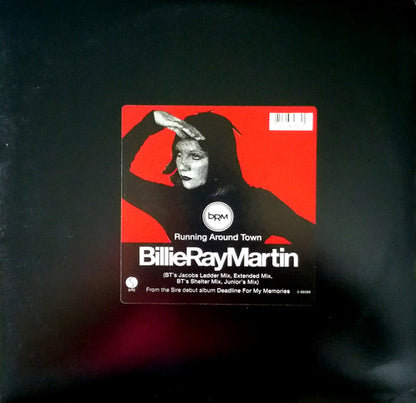 brm
Running Around Town
BillieRayMartin
(BT's Jacobs Ladder Mix, Extended Mix,
BT's Shelter Mix, Junior's Mix)
From the Sire debut album Deadline For My Memories